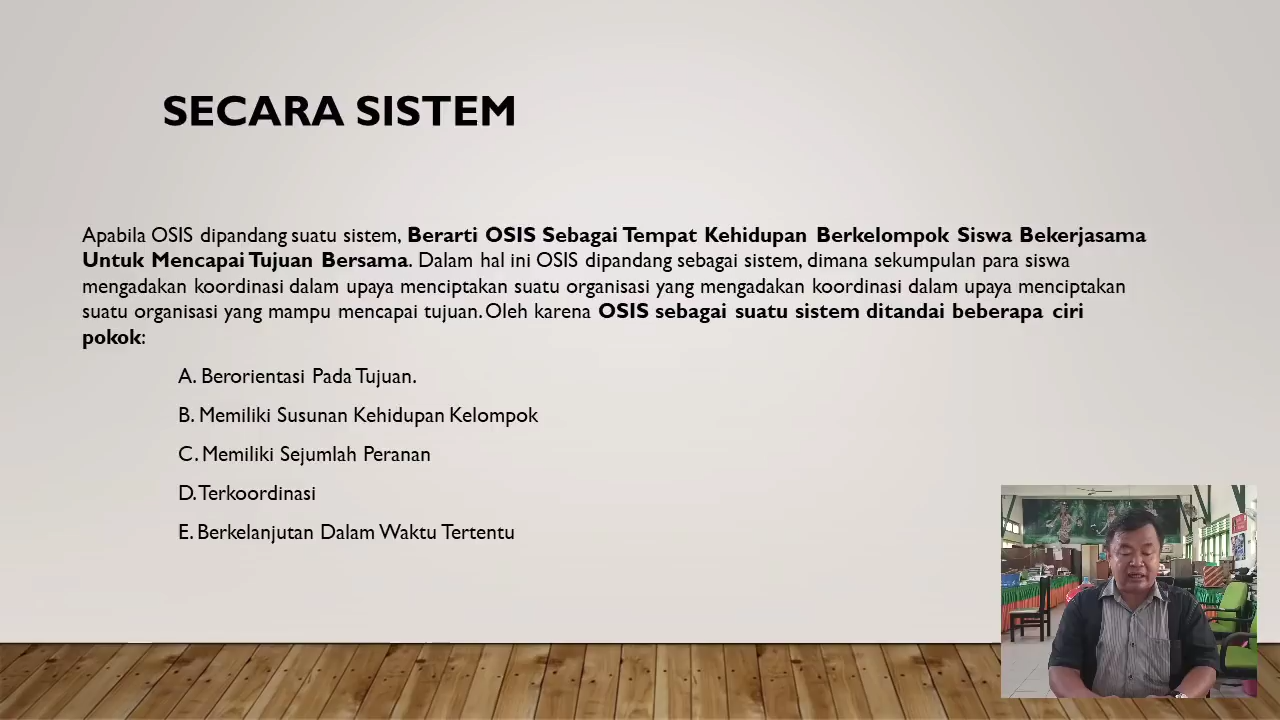 SECARA SISTEM
Apabila OSIS dipandang suatu sistem, Berarti OSIS Sebagai Tempat Kehidupan Berkelompok Siswa Bekerjasama
Untuk Mencapai Tujuan Bersama. Dalam hal ini OSIS dipandang sebagai sistem, dimana sekumpulan para siswa
mengadakan koordinasi dalam upaya menciptakan suatu organisasi yang mengadakan koordinasi dalam upaya menciptakan
suatu organisasi yang mampu mencapai tujuan. Oleh karena OSIS sebagai suatu sistem ditandai beberapa ciri
pokok:
A. Berorientasi Pada Tujuan.
B. Memiliki Susunan Kehidupan Kelompok
C. Memiliki Sejumlah Peranan
D. Terkoordinasi
E. Berkelanjutan Dalam Waktu Tertentu